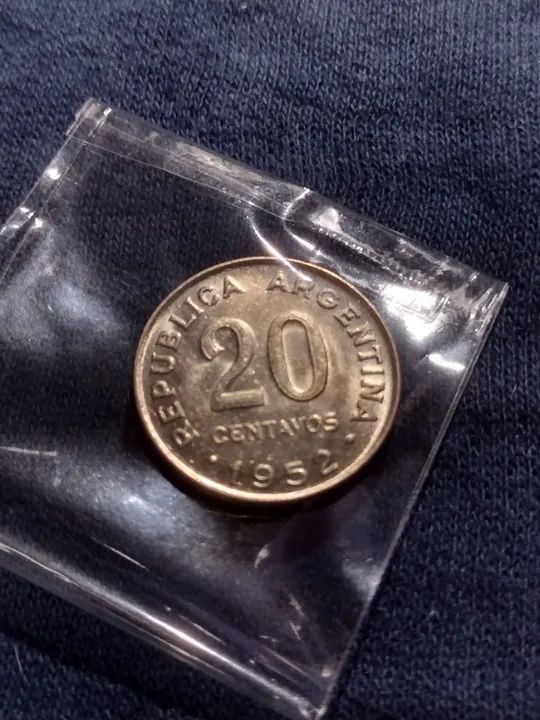 REPUBLICA ARGENTINA
20
CENTAVOS
· 1952 ·